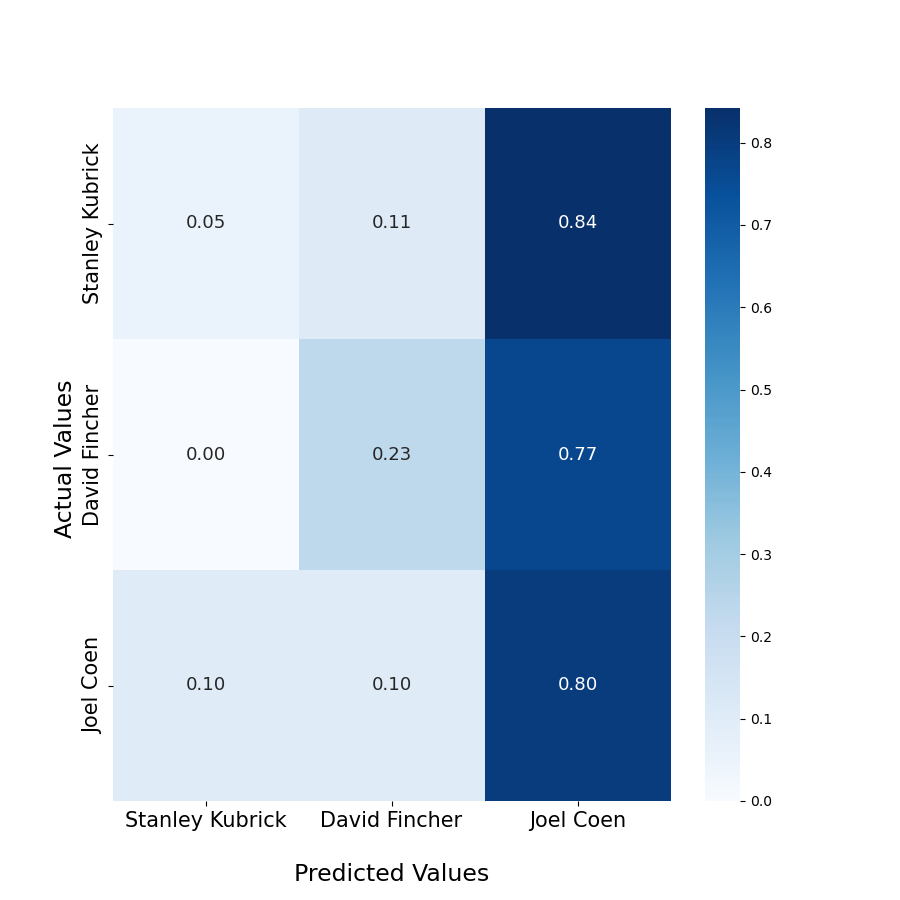 Actual Values
Stanley Kubrick
David Fincher
Joel Coen
0.05 0.11 0.84
0.00 0.23 0.77
0.10 0.10 0.80
Stanley Kubrick David Fincher Joel Coen
Predicted Values
0.8
0.7
0.6
0.5
0.4
0.3
0.2
0.1
0.0